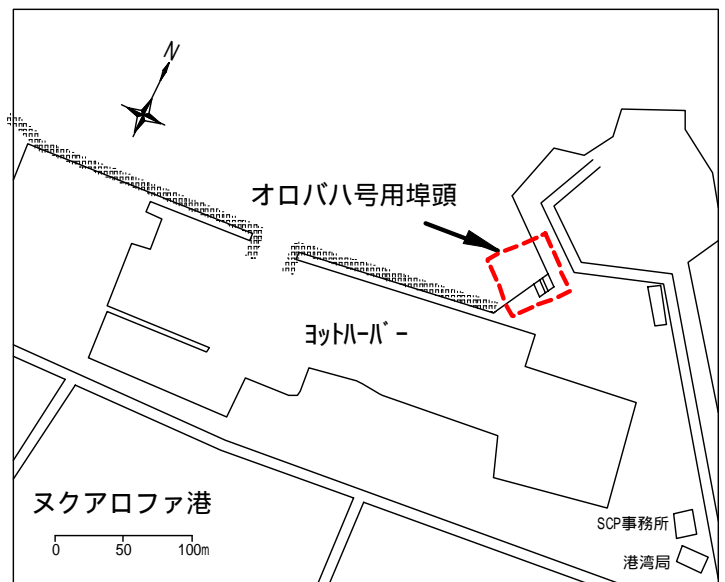 N
オロバハ号用埠頭
ヨットハーバー
ヌクアロファ港
0 50 100m
SCP事務所
港湾局